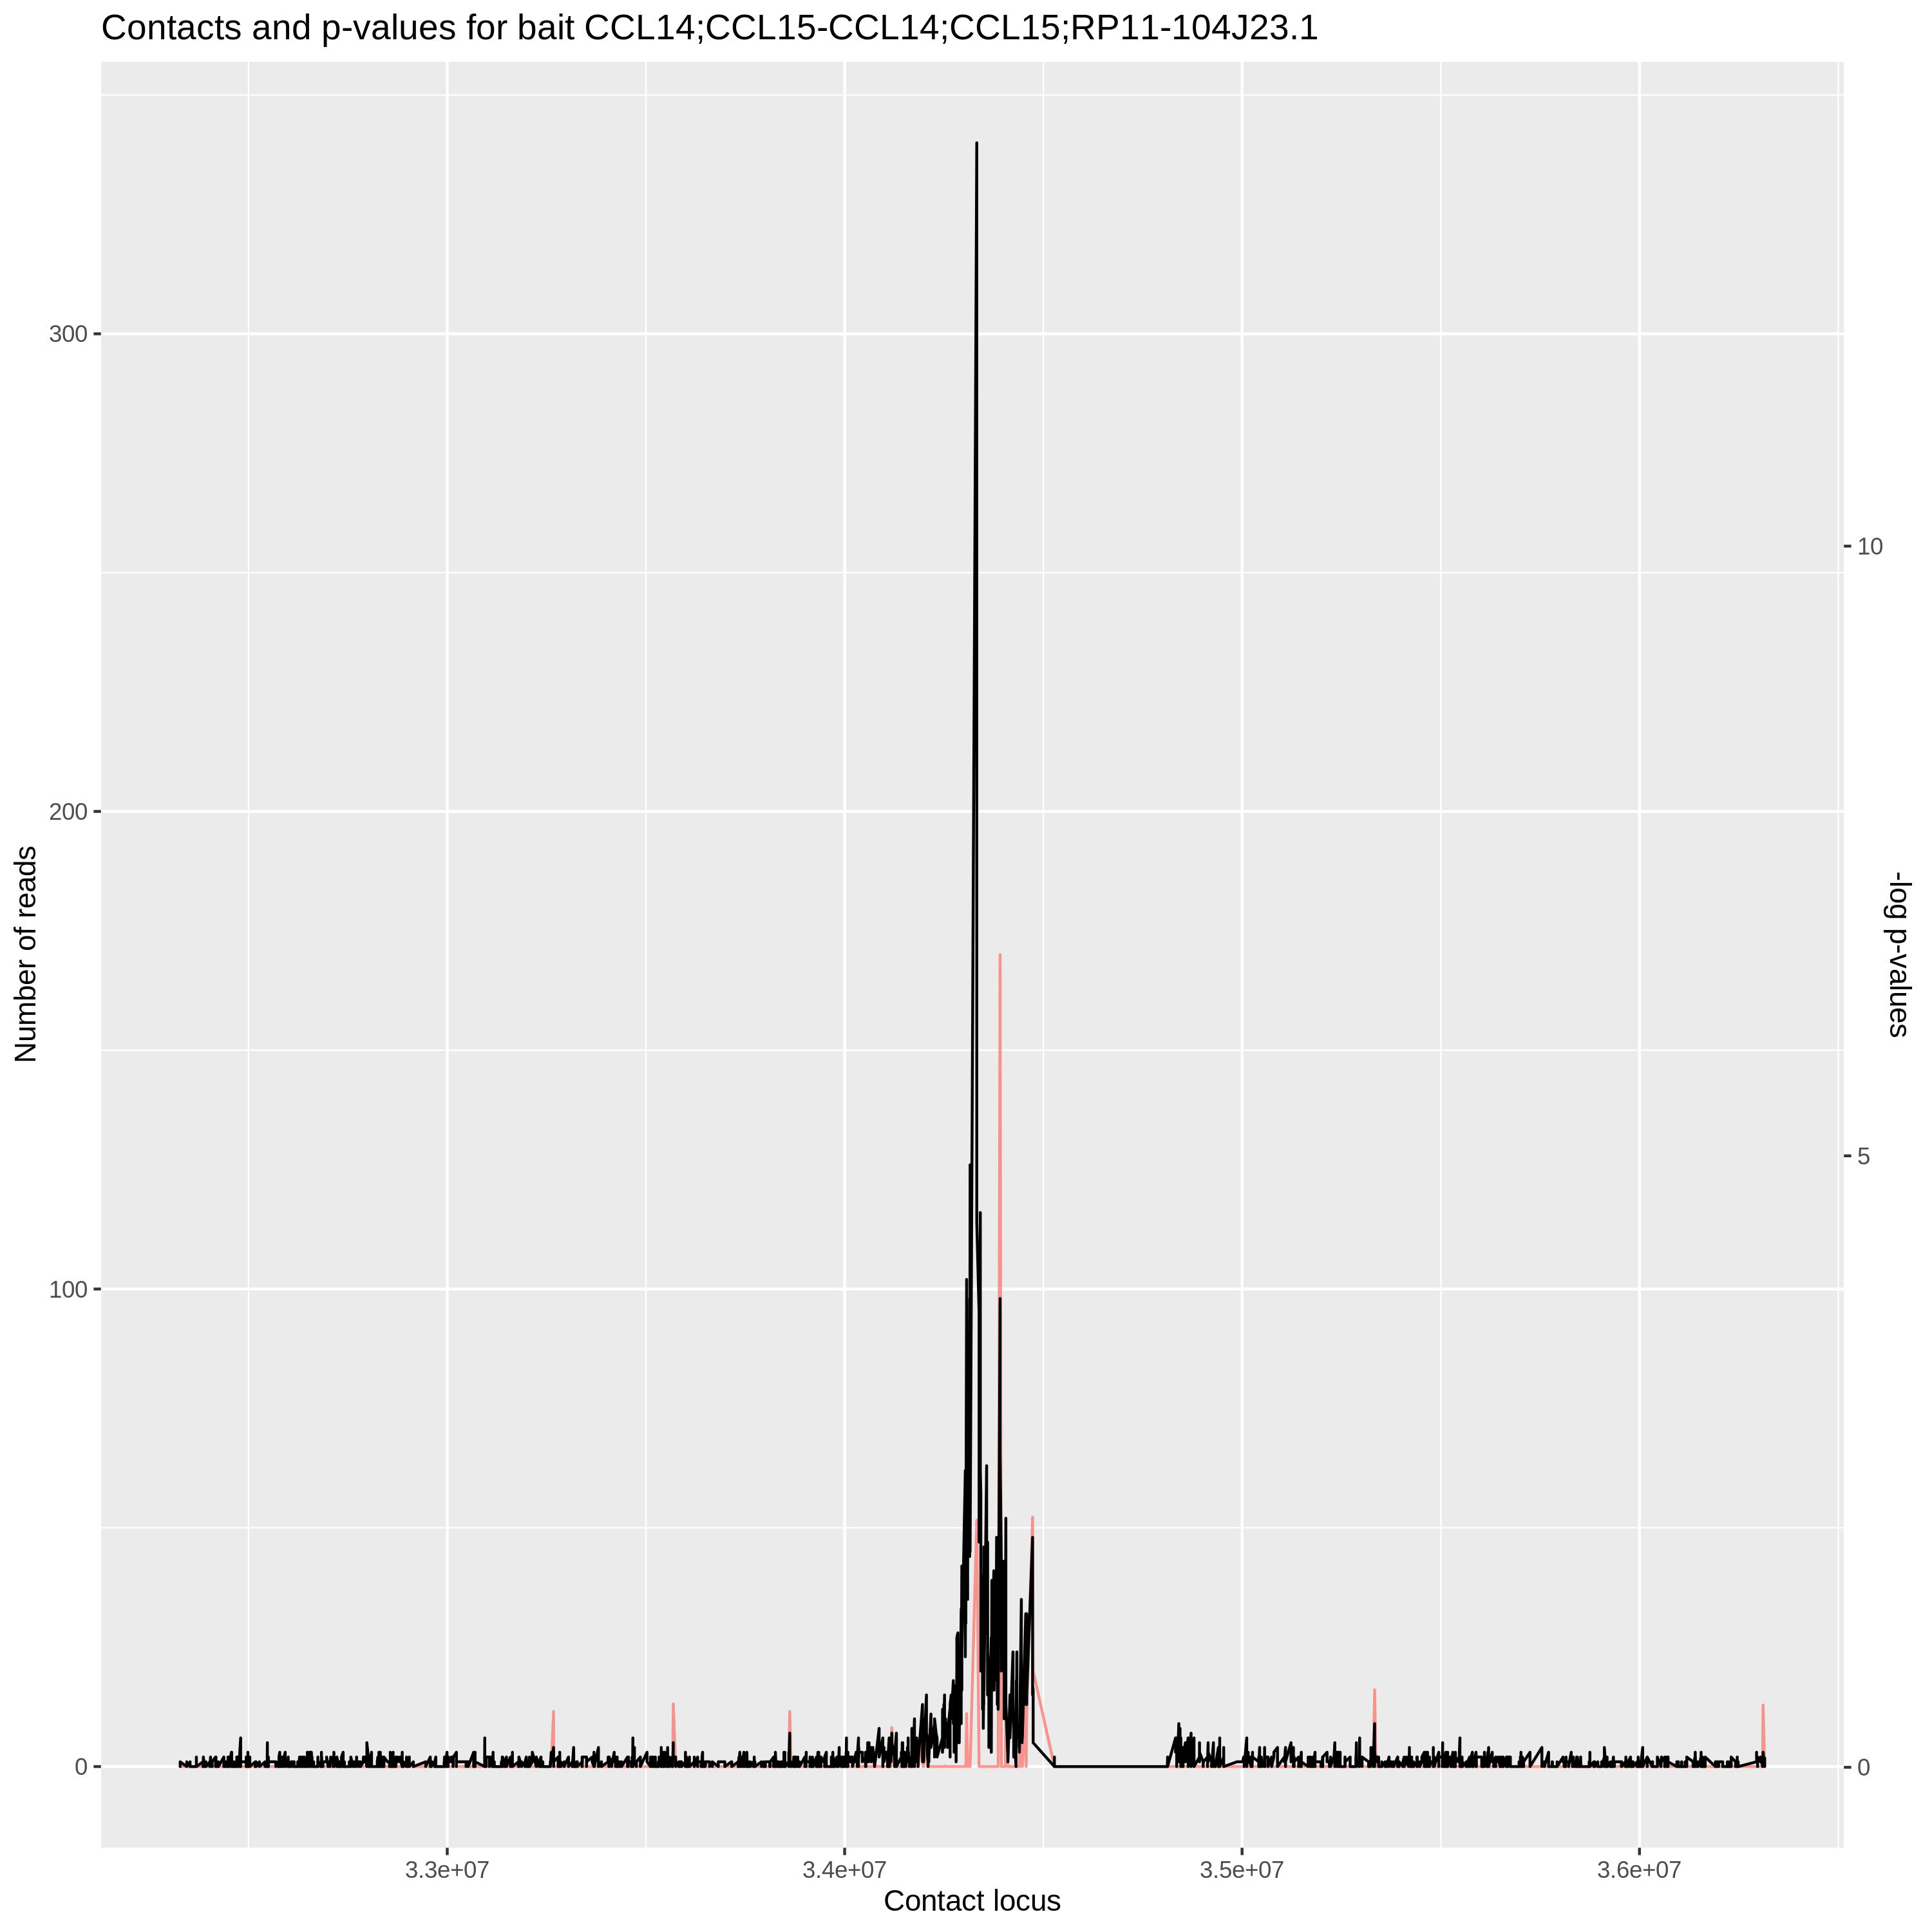 Contacts and p-values for bait CCL14;CCL15-CCL14;CCL15;RP11-104J23.1
300
200
100
0
Number of reads
10
5
0
-log p-values
3.3e+07 3.4e+07 3.5e+07 3.6e+07
Contact locus